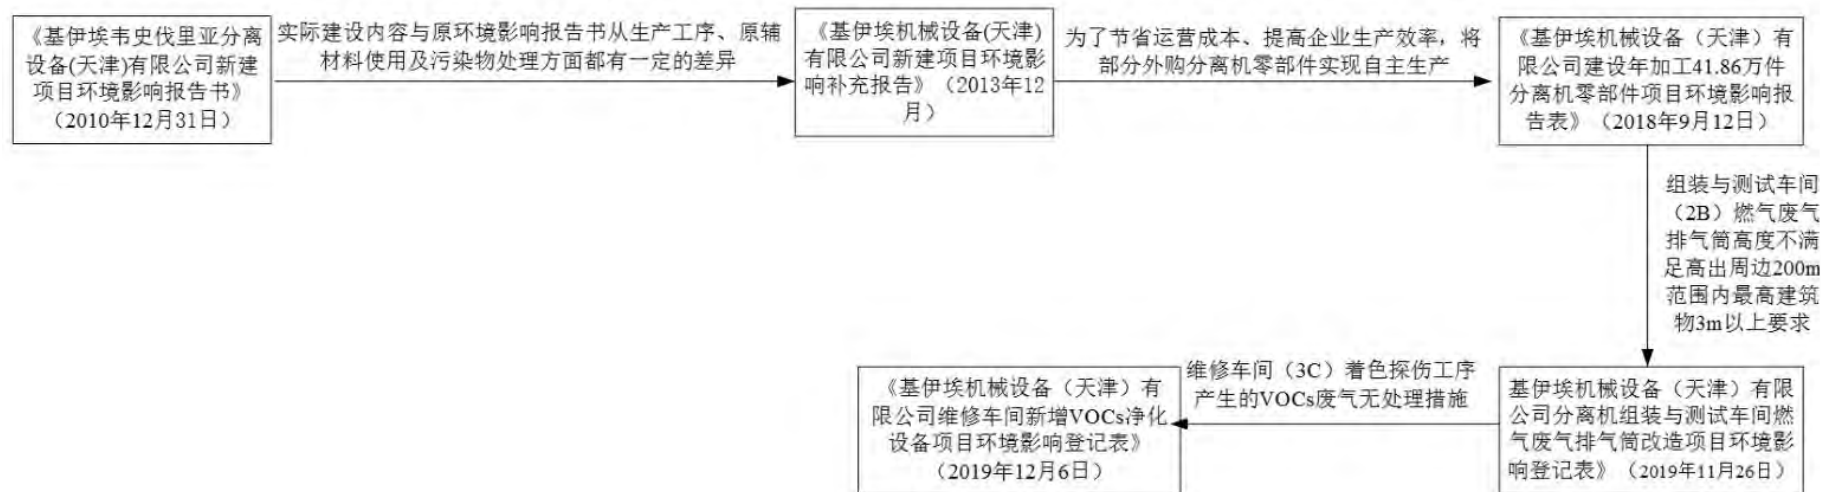 《基伊埃韦史伐里亚分离
设备(天津)有限公司新建
项目环境影响报告书》
（2010年12月31日）
实际建设内容与原环境影响报告书从生产工序、原辅
材料使用及污染物处理方面都有一定的差异
《基伊埃机械设备(天津)
有限公司新建项目环境影
响补充报告》（2013年12
月）
为了节省运营成本、提高企业生产效率，将
部分外购分离机零部件实现自主生产
《基伊埃机械设备（天津）有
限公司建设年加工41.86万件
分离机零部件项目环境影响报
告表》（2018年9月12日）
组装与测试车间
（2B）燃气废气
排气筒高度不满
足高出周边200m
范围内最高建筑
物3m以上要求
基伊埃机械设备（天津）有限
公司分离机组装与测试车间燃
气废气排气筒改造项目环境影
响登记表》（2019年11月26日）
维修车间（3C）着色探伤工序
产生的VOCs废气无处理措施
《基伊埃机械设备（天津）有
限公司维修车间新增VOCs净化
设备项目环境影响登记表》
（2019年12月6日）